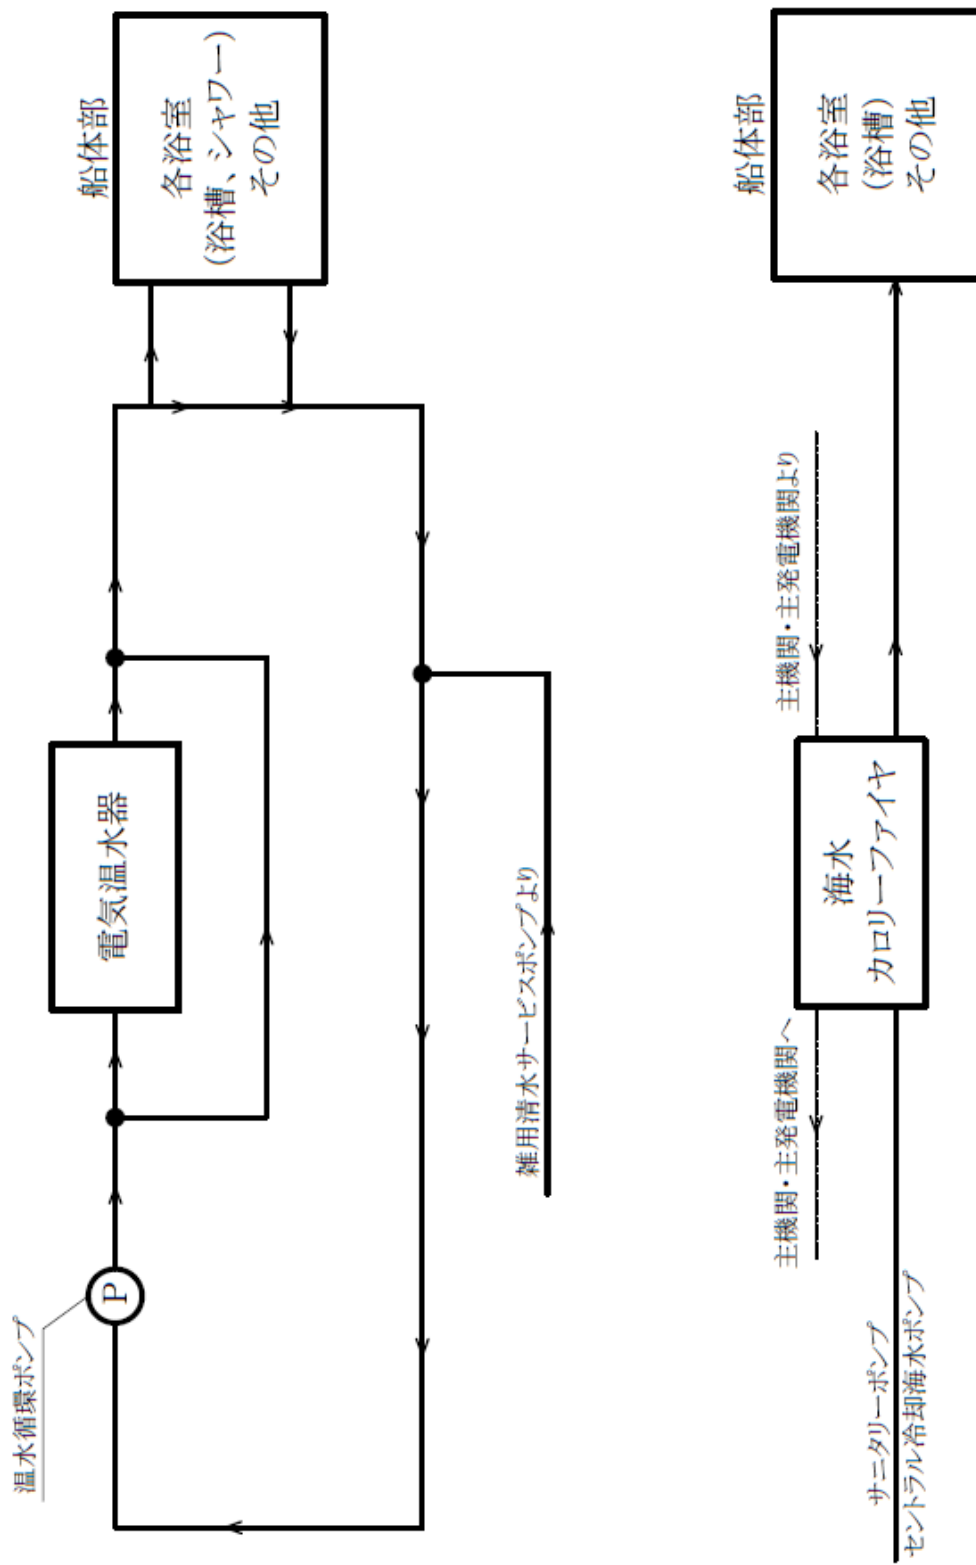 温水循環ポンプ
P
電気温水器
船体部
各浴室
(浴槽、シャワー)
その他
雑用清水サービスポンプより
主機関・主発電機関へ
主機関・主発電機関より
サニタリーポンプ
セントラル冷却海水ポンプ
海水
カロリーファイヤ
船体部
各浴室
(浴槽)
その他